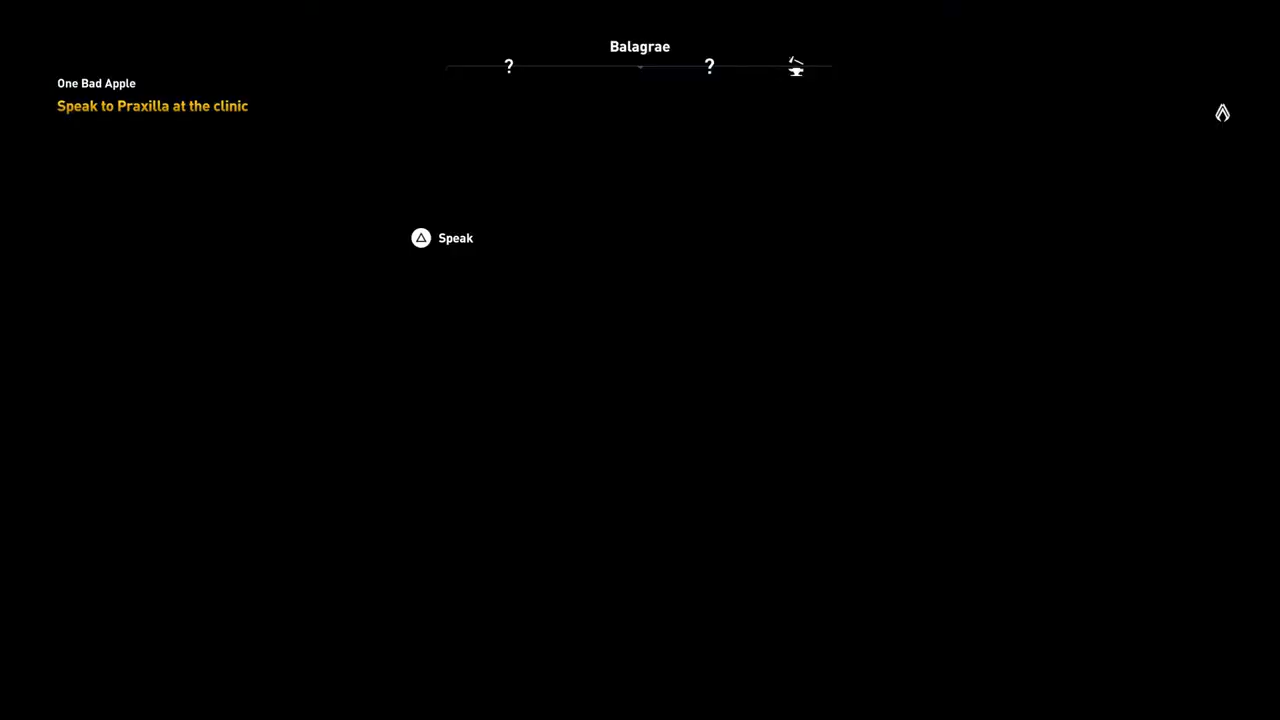 Balagrae
? ?
One Bad Apple
Speak to Praxilla at the clinic
Speak